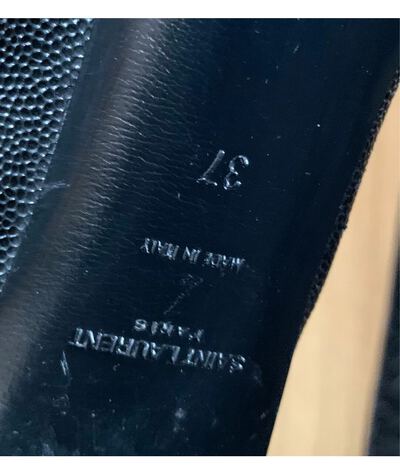 SAINT LAURENT
PARIS
MADE IN ITALY
37